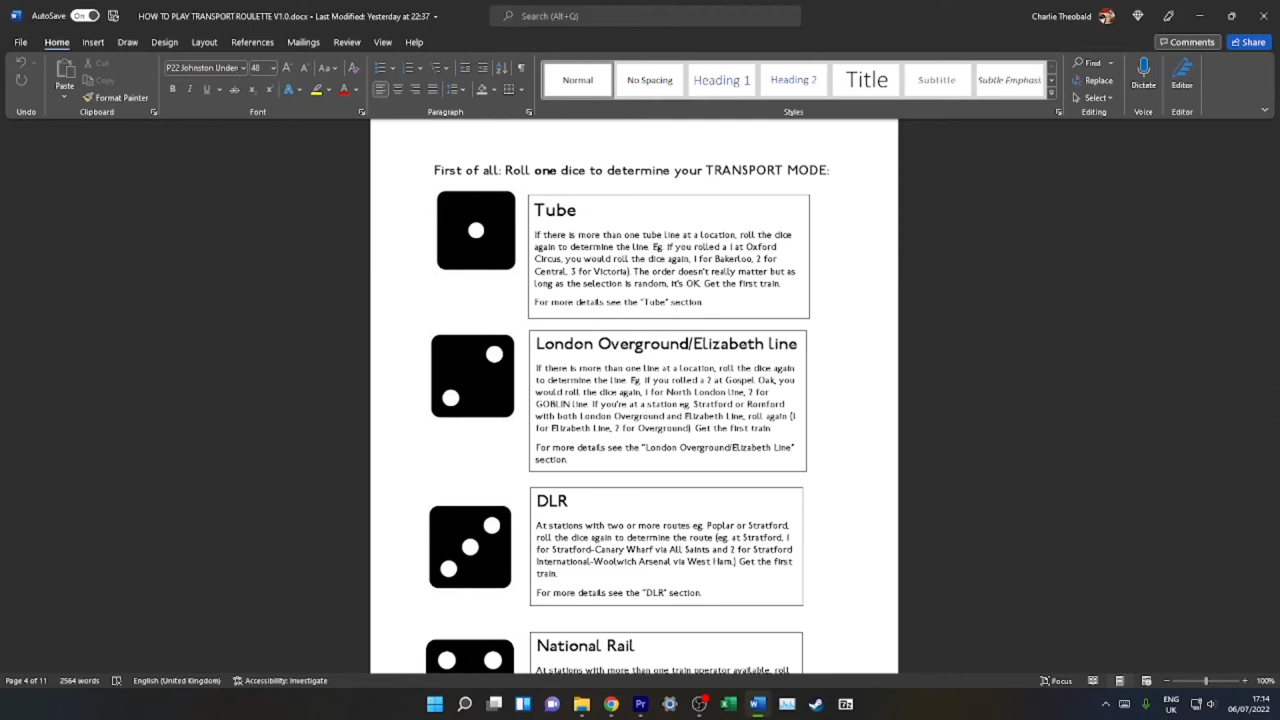 AutoSave On HOW TO PLAY TRANSPORT ROULETTE V1.0.docx - Last Modified: Yesterday at 22:37 Search (Alt+Q) Charlie Theobald
File Home Insert Draw Design Layout References Mailings Review View Help Comments Share
Paste Cut Copy Format Painter
P22 Johnston Under 48
Normal No Spacing Heading 1 Heading 2 Title Subtitle Subtle Emphasis
Find Replace Select Dictate Editor
Undo Clipboard Font Paragraph Styles Editing Voice Editor
First of all: Roll one dice to determine your TRANSPORT MODE:
Tube
If there is more than one tube line at a location, roll the dice
again to determine the line. Eg. if you rolled a 1 at Oxford
Circus, you would roll the dice again, 1 for Bakerloo, 2 for
Central, 3 for Victoria). The order doesn't really matter but as
long as the selection is random, it's OK. Get the first train.
For more details see the "Tube" section.
London Overground/Elizabeth line
If there is more than one line at a location, roll the dice again
to determine the line. Eg. if you rolled a 2 at Gospel Oak, you
would roll the dice again, 1 for North London line, 2 for
GOBLIN line. If you're at a station eg. Stratford or Romford
with both London Overground and Elizabeth Line, roll again (1
for Elizabeth Line, 2 for Overground). Get the first train.
For more details see the "London Overground/Elizabeth Line"
section.
DLR
At stations with two or more routes eg. Poplar or Stratford,
roll the dice again to determine the route (eg. at Stratford, 1
for Stratford-Canary Wharf via All Saints and 2 for Stratford
International-Woolwich Arsenal via West Ham.) Get the first
train.
For more details see the "DLR" section.
National Rail
At stations with more than one train operator available, roll
Page 4 of 11 2564 words English (United Kingdom) Accessibility: Investigate Focus 100%
ENG
UK
17:14
06/07/2022